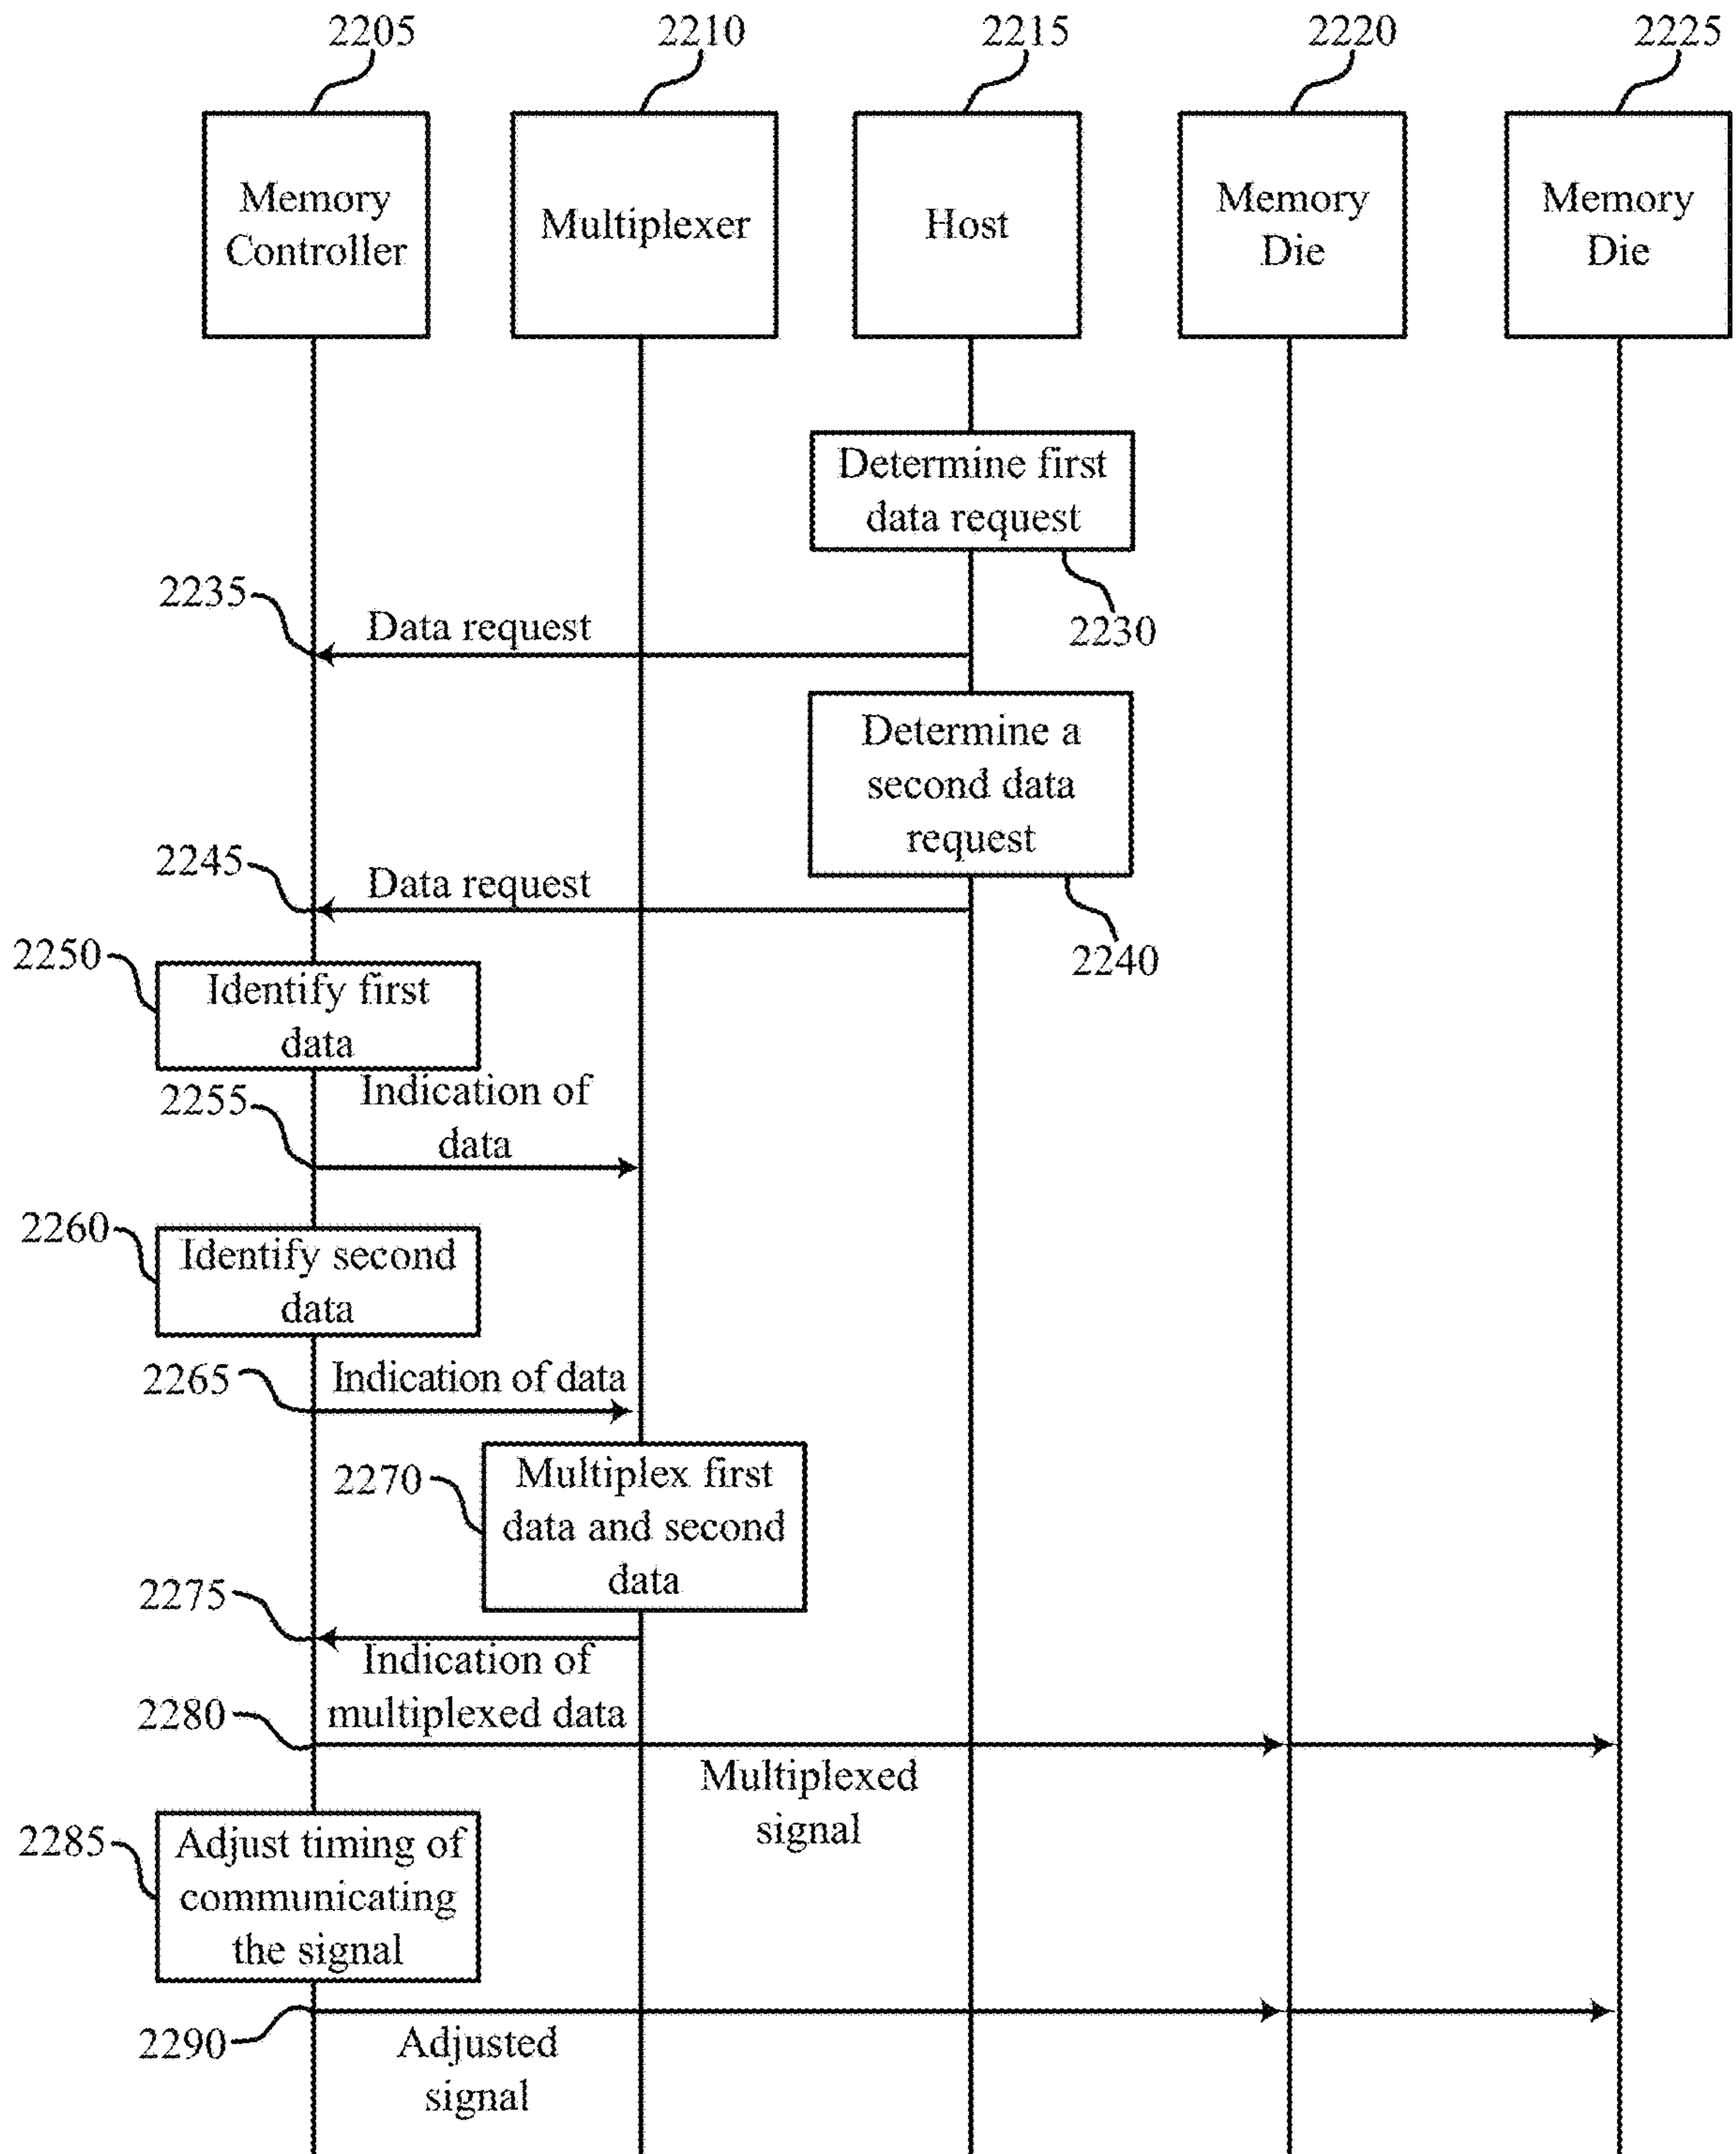 2205
2210
2215
2220
2225
Memory
Controller
Multiplexer
Host
Memory
Die
Memory
Die
Determine first
data request
2230
2235
Data request
Determine a
second data
request
2240
2245
Data request
2250
Identify first
data
2255
Indication of
data
2260
Identify second
data
2265
Indication of data
2270
Multiplex first
data and second
data
2275
Indication of
multiplexed data
2280
Multiplexed
signal
2285
Adjust timing of
communicating
the signal
2290
Adjusted
signal